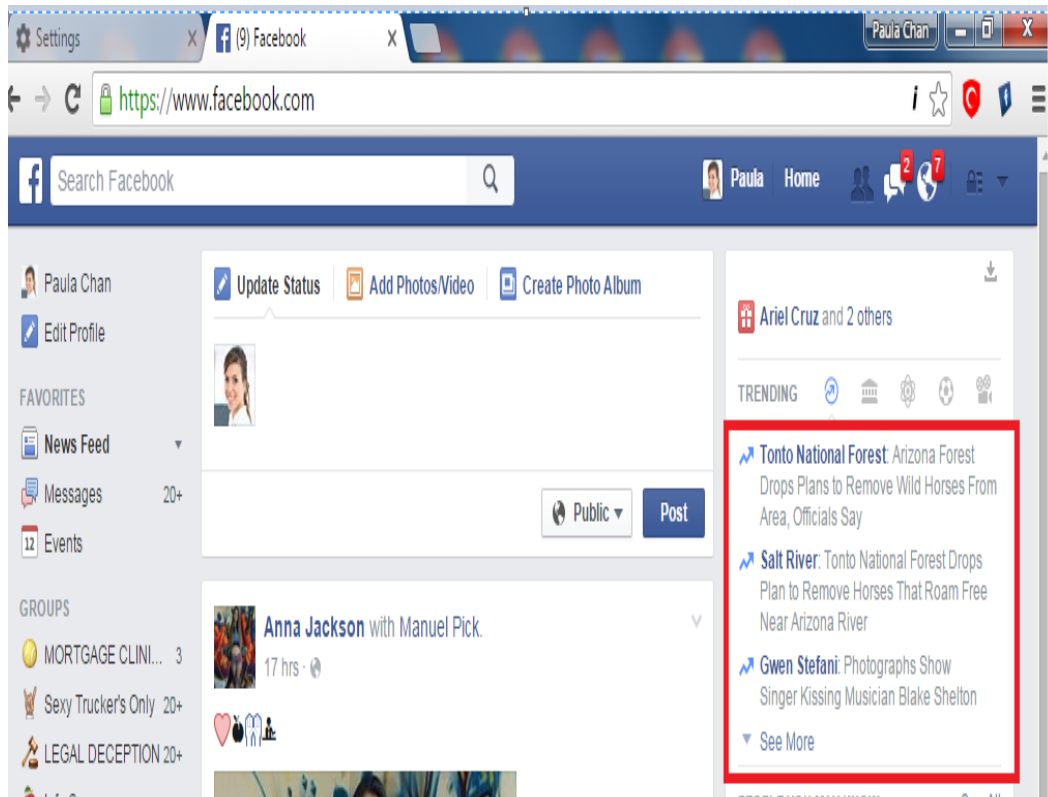 Settings
(9) Facebook
Paula Chan
https://www.facebook.com
Search Facebook
Paula
Home
2
7
Paula Chan
Edit Profile
FAVORITES
News Feed
Messages 20+
12 Events
GROUPS
MORTGAGE CLINI... 3
Sexy Trucker's Only 20+
LEGAL DECEPTION 20+
Update Status
Add Photos/Video
Create Photo Album
Public
Post
Anna Jackson with Manuel Pick.
17 hrs ·
Ariel Cruz and 2 others
TRENDING
Tonto National Forest: Arizona Forest
Drops Plans to Remove Wild Horses From
Area, Officials Say
Salt River: Tonto National Forest Drops
Plan to Remove Horses That Roam Free
Near Arizona River
Gwen Stefani: Photographs Show
Singer Kissing Musician Blake Shelton
See More